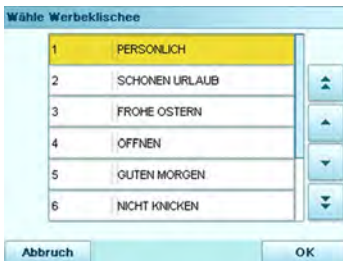 Wähle Werbeklischee
1 PERSONLICH
2 SCHONEN URLAUB
3 FROHE OSTERN
4 OFFNEN
5 GUTEN MORGEN
6 NICHT KNICKEN
Abbruch OK